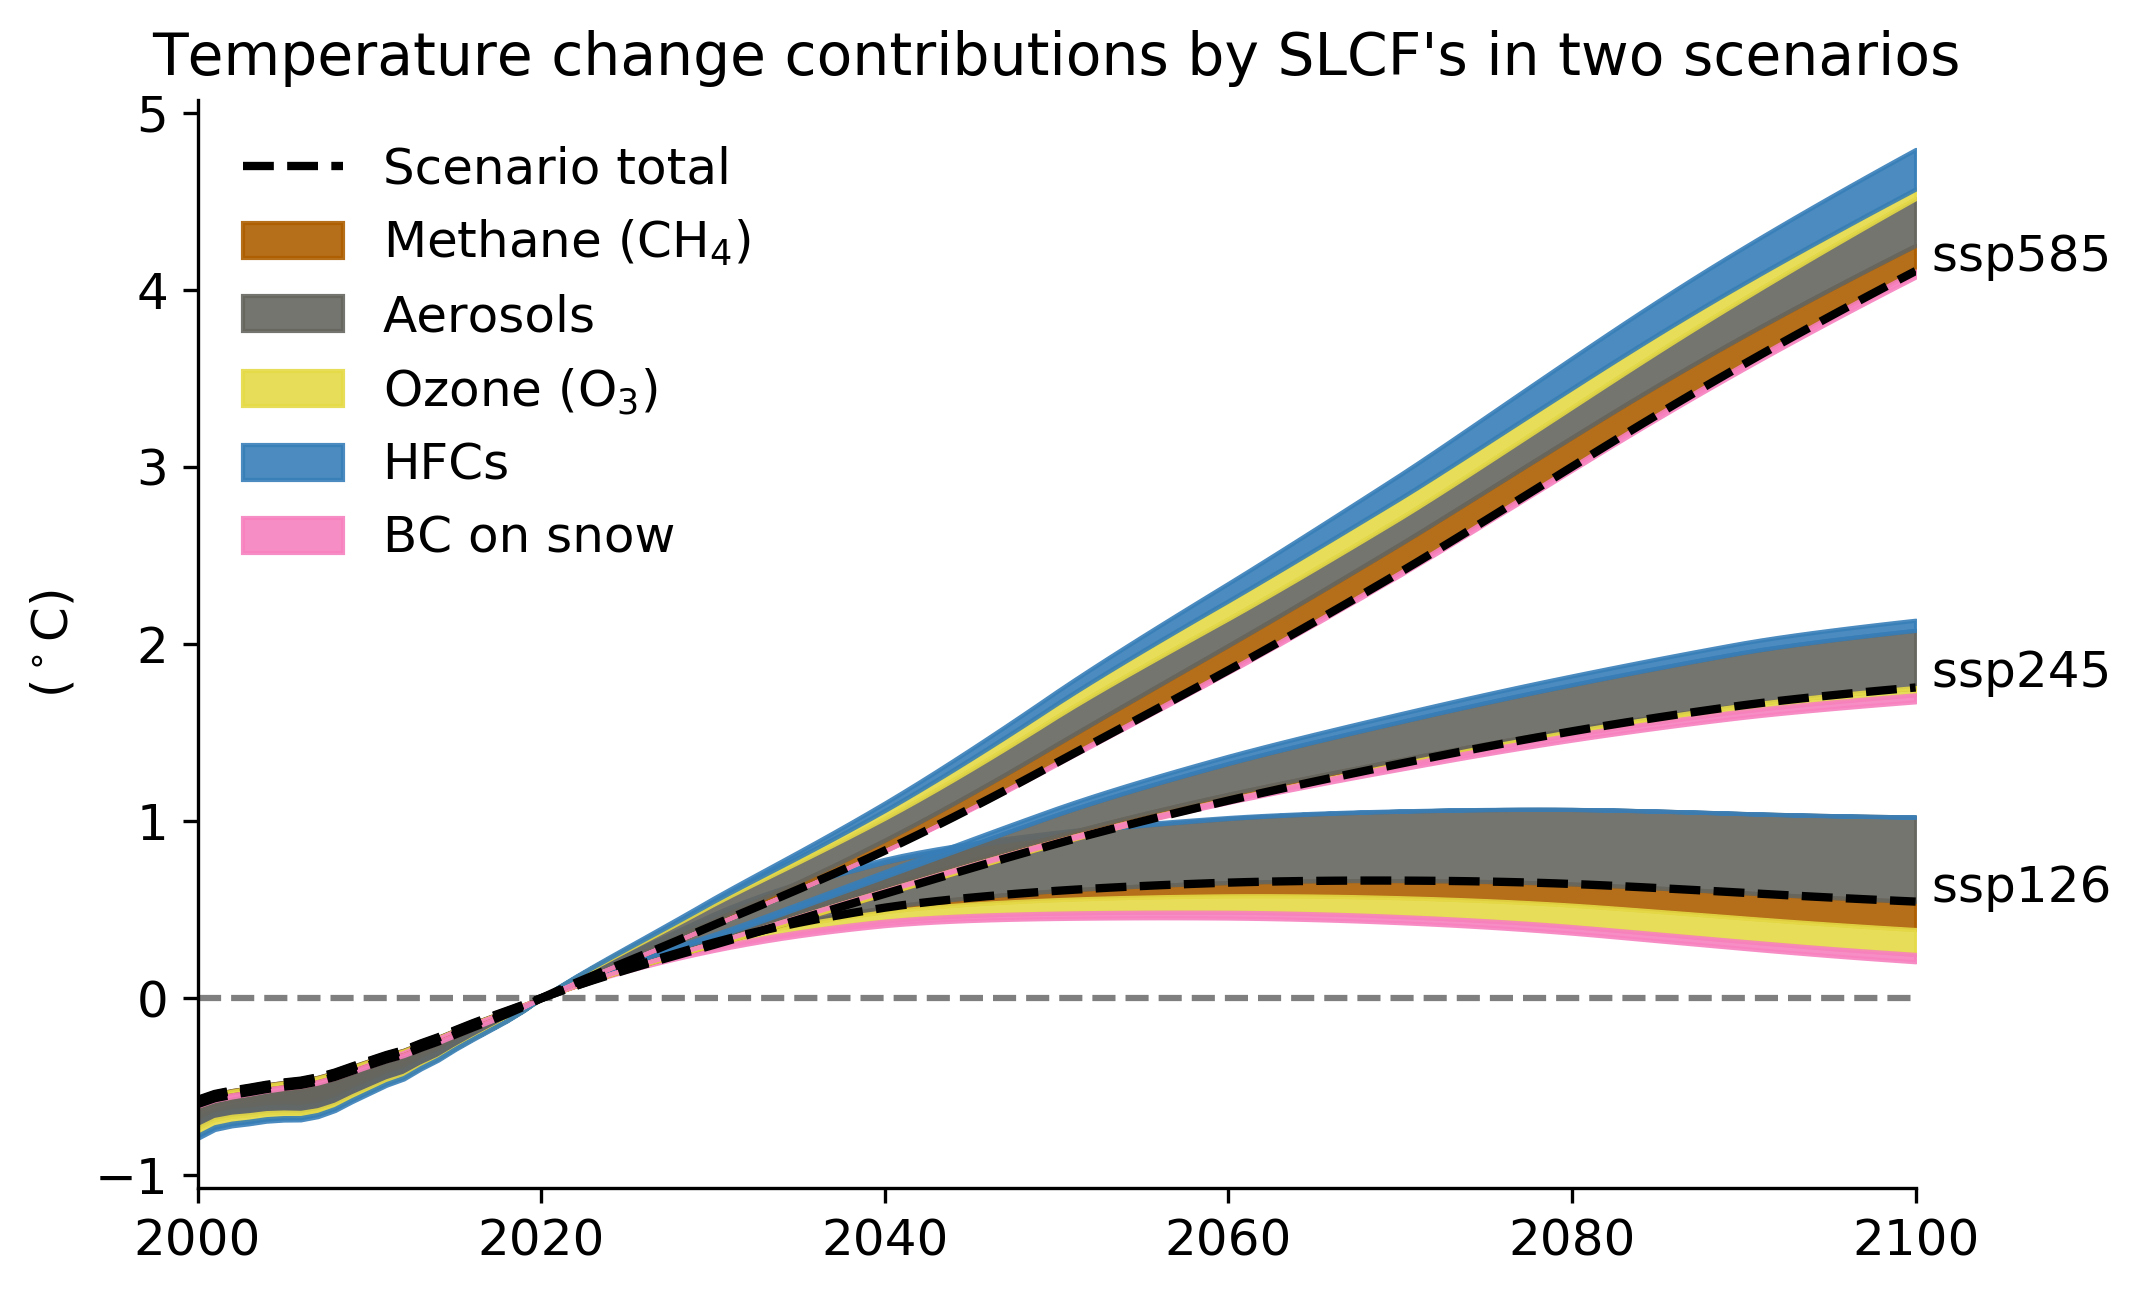 Temperature change contributions by SLCF's in two scenarios
5
4
3
2
1
0
−1
(°C)
Scenario total
Methane (CH₄)
Aerosols
Ozone (O₃)
HFCs
BC on snow
ssp585
ssp245
ssp126
2000 2020 2040 2060 2080 2100